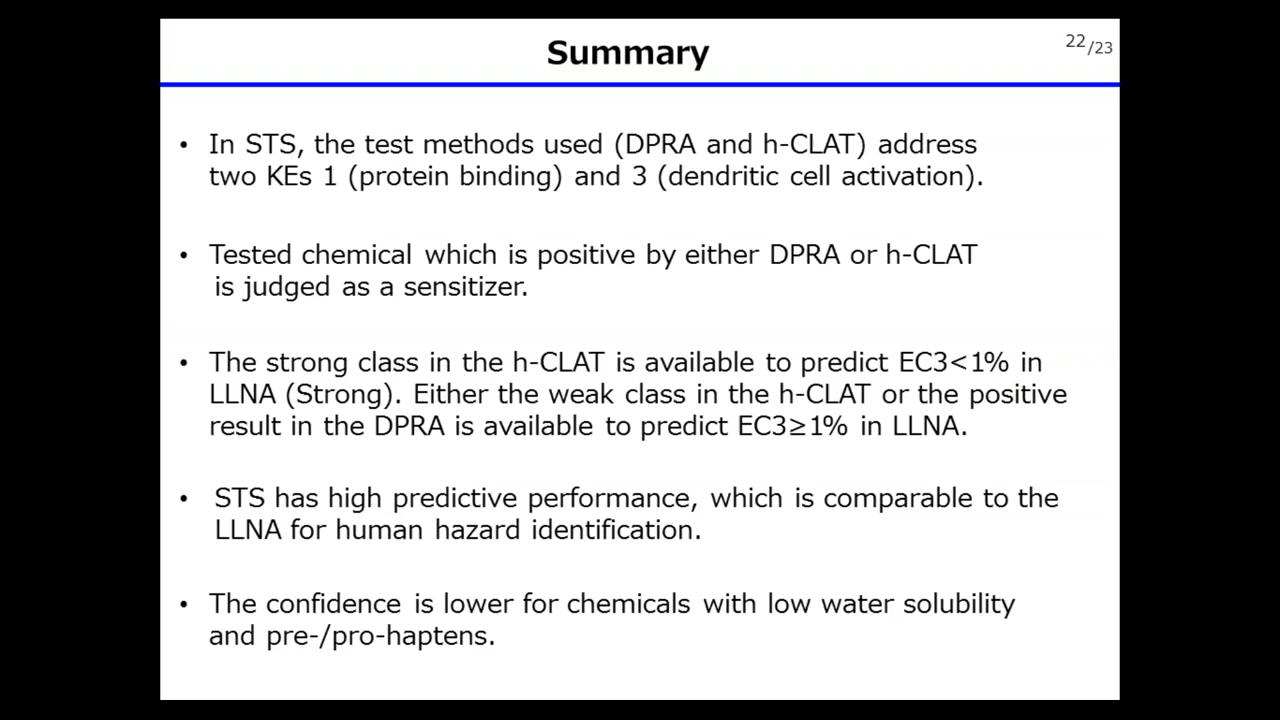 Summary
22/23
• In STS, the test methods used (DPRA and h-CLAT) address
two KEs 1 (protein binding) and 3 (dendritic cell activation).
• Tested chemical which is positive by either DPRA or h-CLAT
is judged as a sensitizer.
• The strong class in the h-CLAT is available to predict EC3<1% in
LLNA (Strong). Either the weak class in the h-CLAT or the positive
result in the DPRA is available to predict EC3≥1% in LLNA.
• STS has high predictive performance, which is comparable to the
LLNA for human hazard identification.
• The confidence is lower for chemicals with low water solubility
and pre-/pro-haptens.